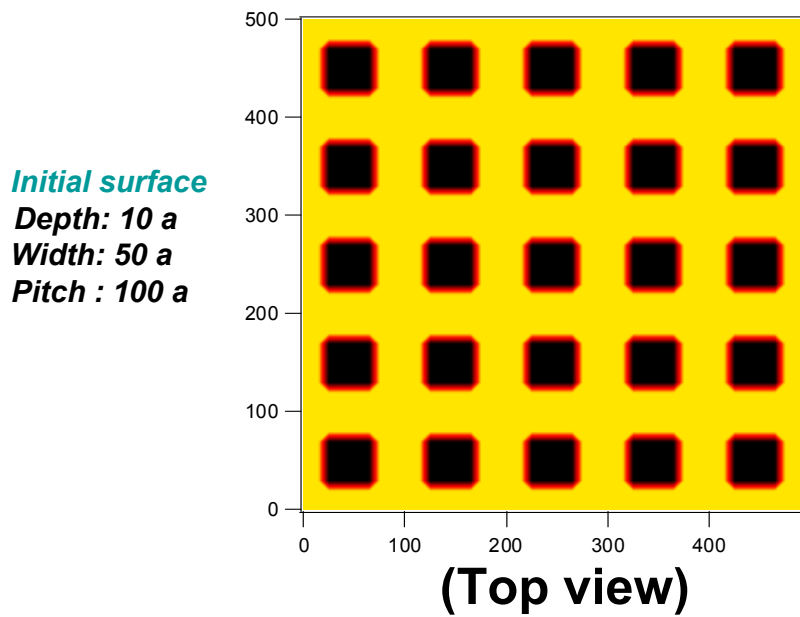 Initial surface
Depth: 10 a
Width: 50 a
Pitch : 100 a
500
400
300
200
100
0
0 100 200 300 400
(Top view)